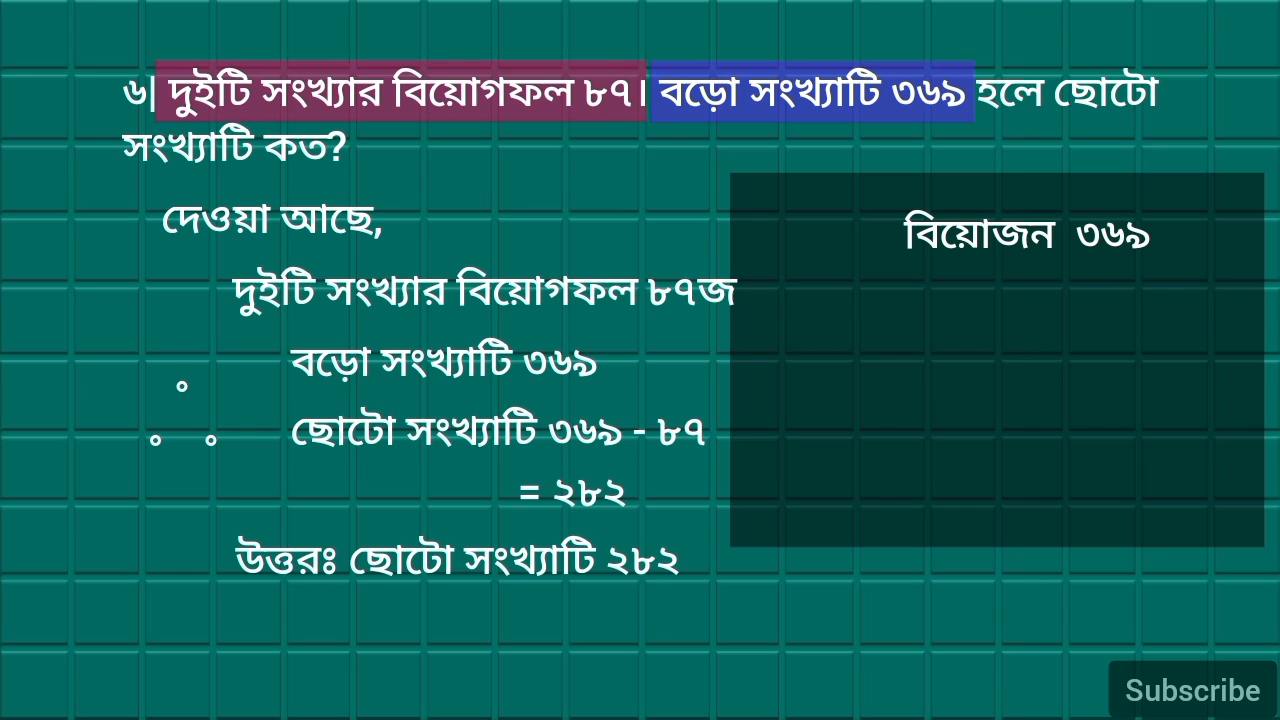 ৬| দুইটি সংখ্যার বিয়োগফল ৮৭। বড়ো সংখ্যাটি ৩৬৯ হলে ছোটো
সংখ্যাটি কত?
দেওয়া আছে,
বিয়োজন ৩৬৯
দুইটি সংখ্যার বিয়োগফল ৮৭জ
বড়ো সংখ্যাটি ৩৬৯
ছোটো সংখ্যাটি ৩৬৯ - ৮৭
= ২৮২
উত্তরঃ ছোটো সংখ্যাটি ২৮২
Subscribe